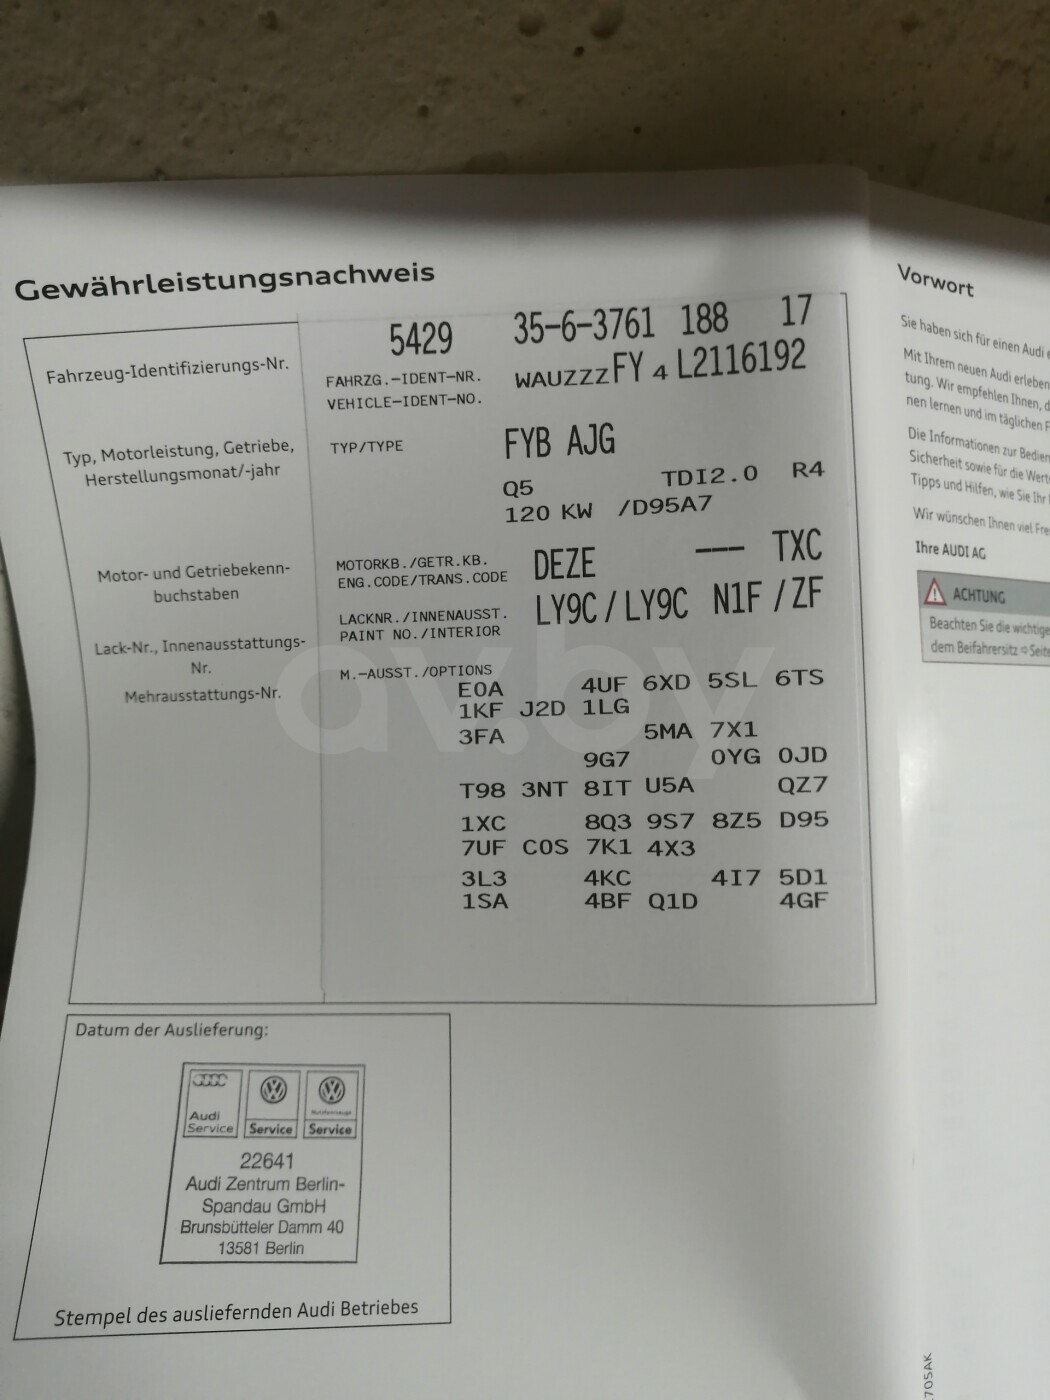 Gewährleistungsnachweis
Fahrzeug-Identifizierungs-Nr.
Typ, Motorleistung, Getriebe,
Herstellungsmonat/-jahr
Motor- und Getriebekenn-
buchstaben
Lack-Nr., Innenausstattungs-
Nr.
Mehrausstattungs-Nr.
5429 35-6-3761 188 17
FAHRZG.-IDENT-NR.
VEHICLE-IDENT-NO.
WAUZZZFY 4 L2116192
TYP/TYPE FYB AJG
Q5 TDI2.0 R4
120 KW /D95A7
MOTORKB./GETR.KB.
ENG.CODE/TRANS.CODE
DEZE --- TXC
LACKNR./INNENAUSST.
PAINT NO./INTERIOR
LY9C/LY9C N1F/ZF
M.-AUSST./OPTIONS
E0A 4UF 6XD 5SL 6TS
1KF J2D 1LG
3FA 5MA 7X1
9G7 0YG 0JD
T98 3NT 8IT U5A QZ7
1XC 8Q3 9S7 8Z5 D95
7UF C0S 7K1 4X3
3L3 4KC 4I7 5D1
1SA 4BF Q1D 4GF
av.by
Datum der Auslieferung:
Audi
Service
Service
Service
22641
Audi Zentrum Berlin-
Spandau GmbH
Brunsbütteler Damm 40
13581 Berlin
Stempel des ausliefernden Audi Betriebes
Vorwort
Sie haben sich für einen Audi
Mit Ihrem neuen Audi erleben
tung. Wir empfehlen Ihnen, d
nen lernen und im täglichen F
Die Informationen zur Bedien
Sicherheit sowie für die Wert
Tipps und Hilfen, wie Sie Ihr
Wir wünschen Ihnen viel Fre
Ihre AUDI AG
ACHTUNG
Beachten Sie die wichtige
dem Beifahrersitz ⇨ Seite
705AK